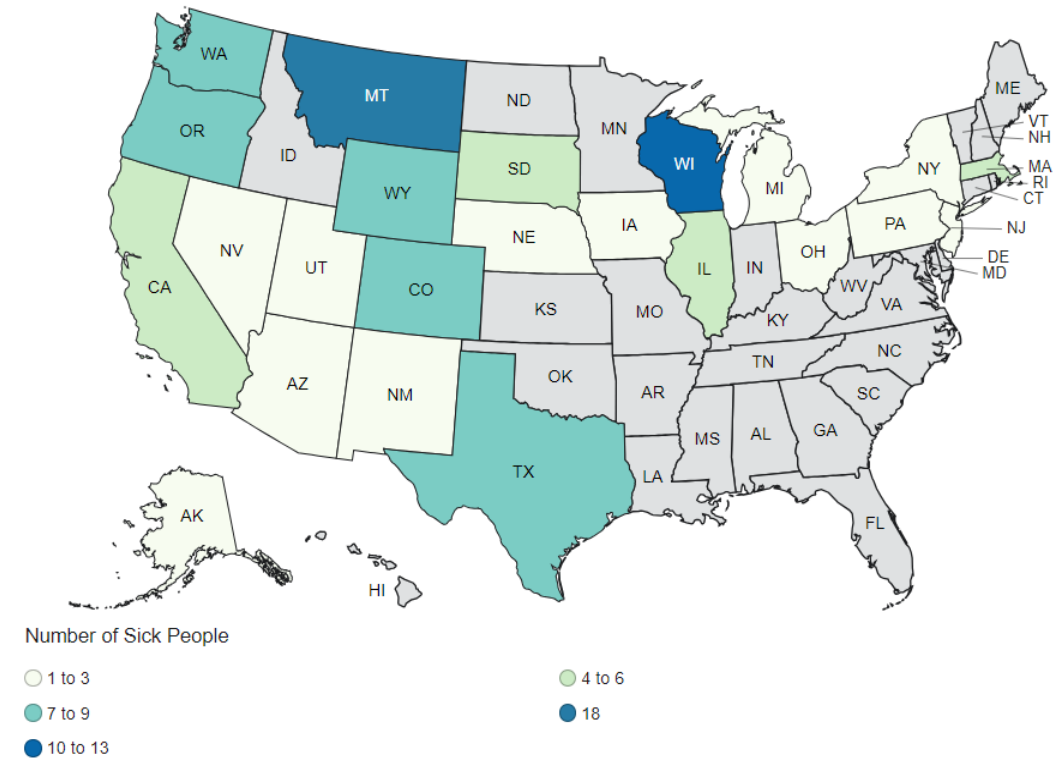 WA
MT
ND
MN
ME
VT
NH
OR
ID
SD
WI
MI
NY
MA
RI
CT
WY
NV
NE
IA
PA
NJ
UT
IL
IN
OH
DE
MD
CA
CO
KS
MO
WV
VA
KY
AZ
NM
OK
AR
TN
NC
SC
MS
AL
GA
TX
LA
AK
FL
HI
Number of Sick People
1 to 3
4 to 6
7 to 9
18
10 to 13